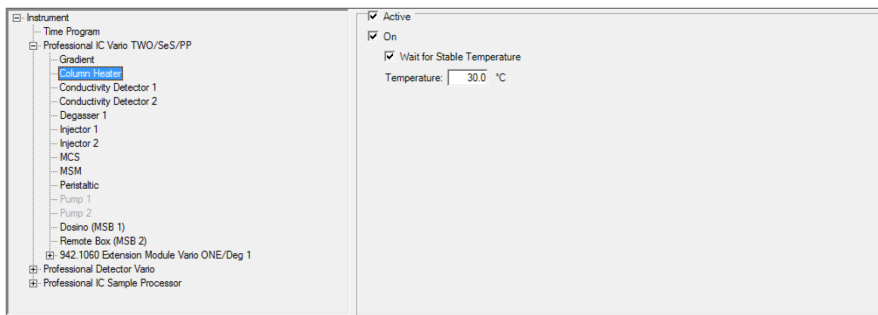 Instrument
Time Program
Professional IC Vario TWO/SeS/PP
Gradient
Column Heater
Conductivity Detector 1
Conductivity Detector 2
Degasser 1
Injector 1
Injector 2
MCS
MSM
Peristaltic
Pump 1
Pump 2
Dosino (MSB 1)
Remote Box (MSB 2)
942.1060 Extension Module Vario ONE/Deg 1
Professional Detector Vario
Professional IC Sample Processor
Active
On
Wait for Stable Temperature
Temperature: 30.0 °C